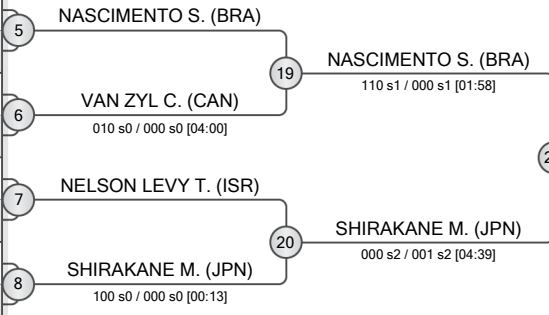 NASCIMENTO S. (BRA)
5
19
NASCIMENTO S. (BRA)
110 s1 / 000 s1 [01:58]
VAN ZYL C. (CAN)
6
010 s0 / 000 s0 [04:00]
NELSON LEVY T. (ISR)
7
20
SHIRAKANE M. (JPN)
000 s2 / 001 s2 [04:39]
SHIRAKANE M. (JPN)
8
100 s0 / 000 s0 [00:13]